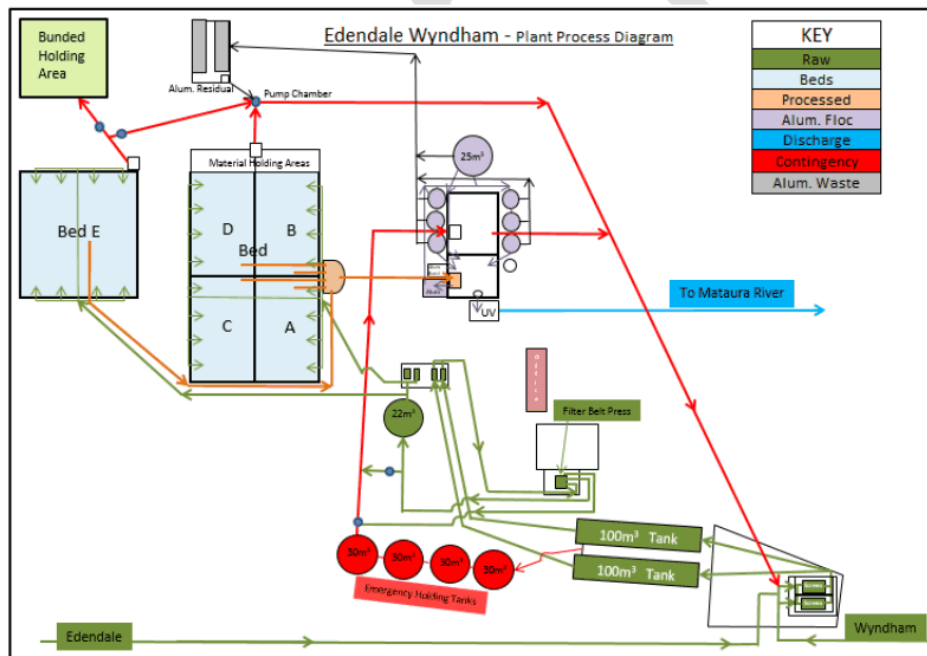 Edendale Wyndham - Plant Process Diagram
Bunded
Holding
Area
Alum. Residual
Pump Chamber
KEY
Raw
Beds
Processed
Alum. Floc
Discharge
Contingency
Alum. Waste
25m³
Material Holding Areas
Bed E
D
B
Bed
C
A
Alum
UV
To Mataura River
Office
22m³
Filter Belt Press
100m³ Tank
100m³ Tank
30m³
30m³
30m³
30m³
Emergency Holding Tanks
Edendale
Wyndham